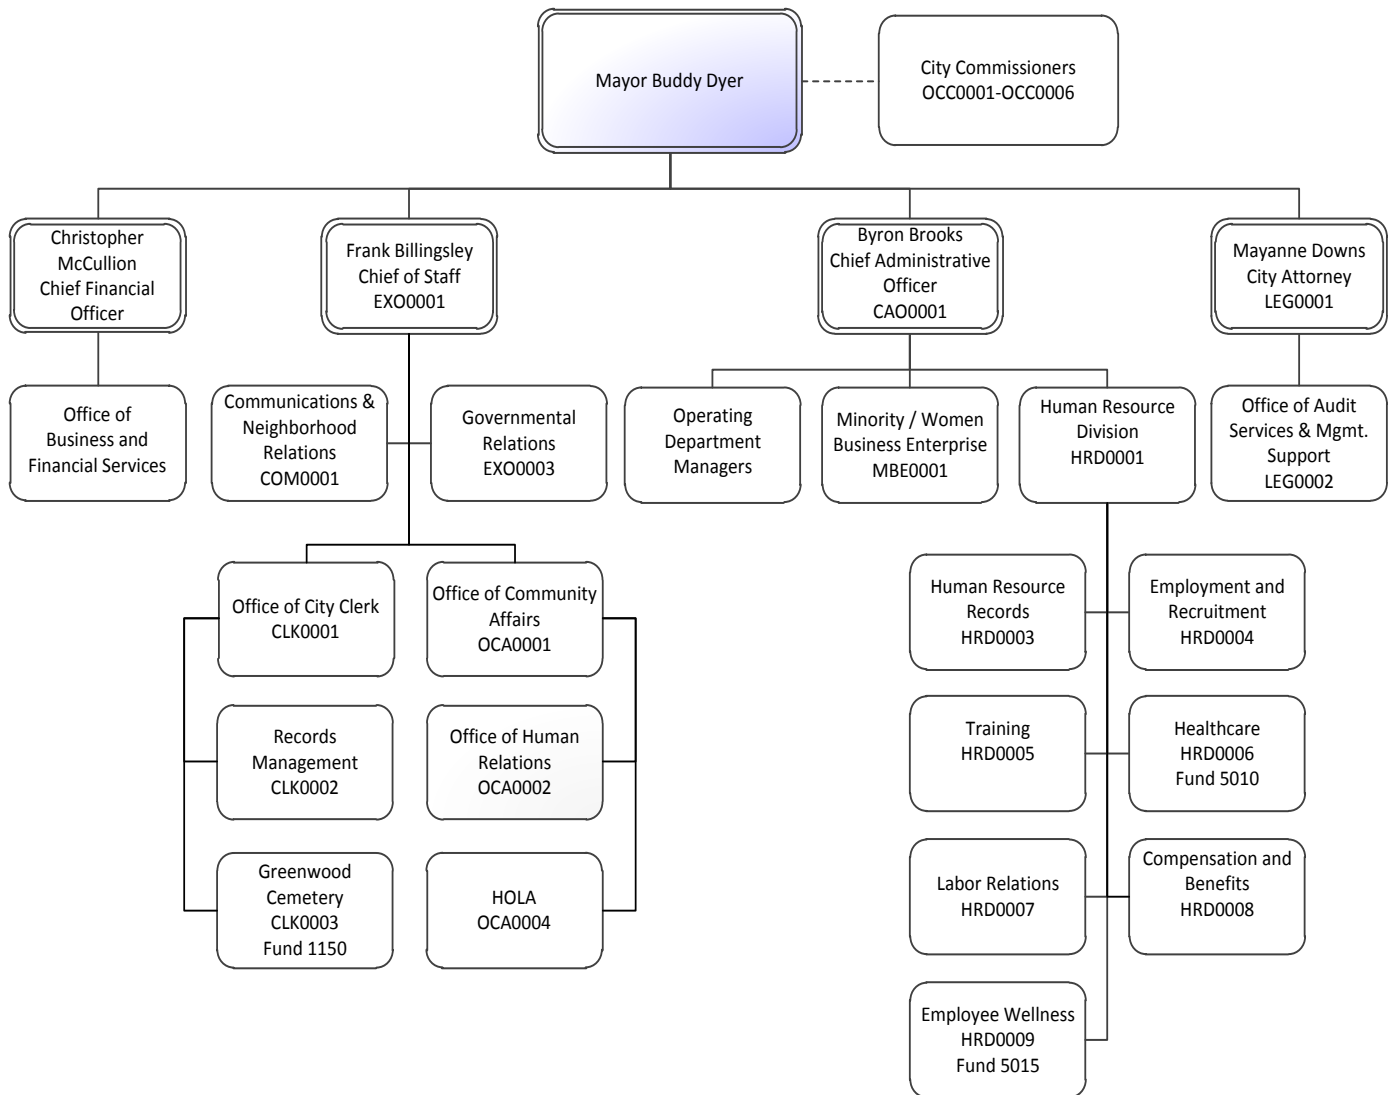 Mayor Buddy Dyer
City Commissioners
OCC0001-OCC0006
Christopher
McCullion
Chief Financial
Officer
Frank Billingsley
Chief of Staff
EXO0001
Byron Brooks
Chief Administrative
Officer
CAO0001
Mayanne Downs
City Attorney
LEG0001
Office of
Business and
Financial Services
Communications &
Neighborhood
Relations
COM0001
Governmental
Relations
EXO0003
Operating
Department
Managers
Minority / Women
Business Enterprise
MBE0001
Human Resource
Division
HRD0001
Office of Audit
Services & Mgmt.
Support
LEG0002
Office of City Clerk
CLK0001
Office of Community
Affairs
OCA0001
Human Resource
Records
HRD0003
Employment and
Recruitment
HRD0004
Records
Management
CLK0002
Office of Human
Relations
OCA0002
Training
HRD0005
Healthcare
HRD0006
Fund 5010
Greenwood
Cemetery
CLK0003
Fund 1150
HOLA
OCA0004
Labor Relations
HRD0007
Compensation and
Benefits
HRD0008
Employee Wellness
HRD0009
Fund 5015